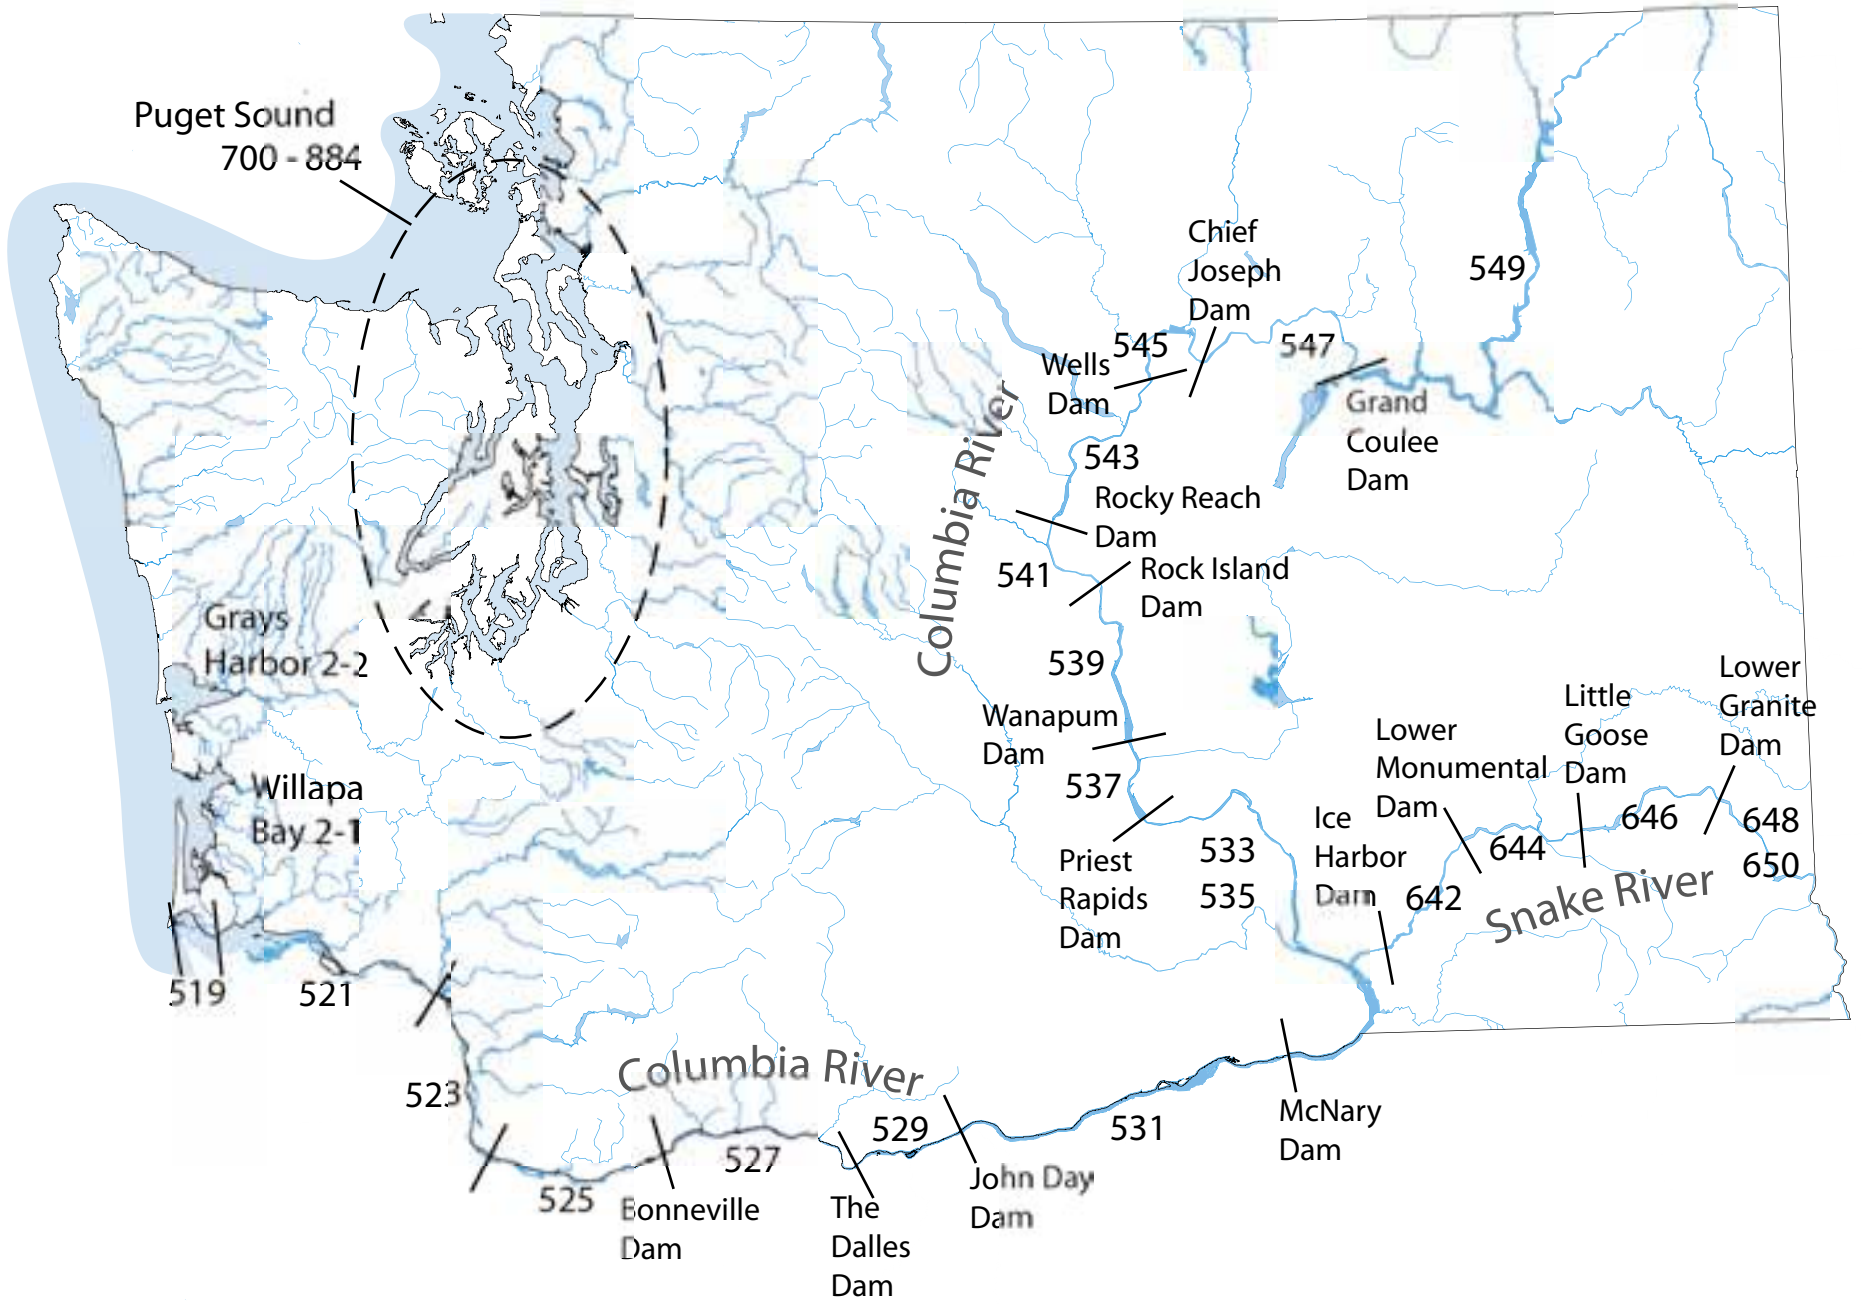 Puget Sound
700 - 884
Chief
Joseph
Dam
549
545
547
Wells
Dam
Grand
Coulee
Dam
543
Columbia River
Rocky Reach
Dam
541
Rock Island
Dam
Grays
Harbor 2-2
539
Wanapum
Dam
537
Lower
Granite
Dam
Little
Goose
Dam
Lower
Monumental
Dam
Willapa
Bay 2-1
Ice
Harbor
Dam
646
648
650
644
642
Snake River
533
535
Priest
Rapids
Dam
519
521
523
Columbia River
525
527
529
531
McNary
Dam
John Day
Dam
Bonneville
Dam
The
Dalles
Dam